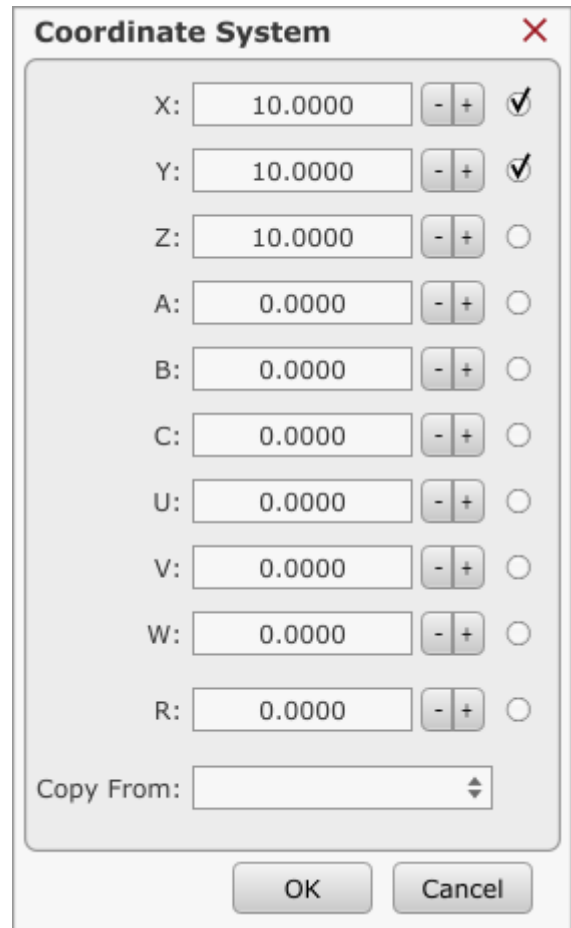 Coordinate System
X: 10.0000 - +
Y: 10.0000 - +
Z: 10.0000 - +
A: 0.0000 - +
B: 0.0000 - +
C: 0.0000 - +
U: 0.0000 - +
V: 0.0000 - +
W: 0.0000 - +
R: 0.0000 - +
Copy From:
OK Cancel